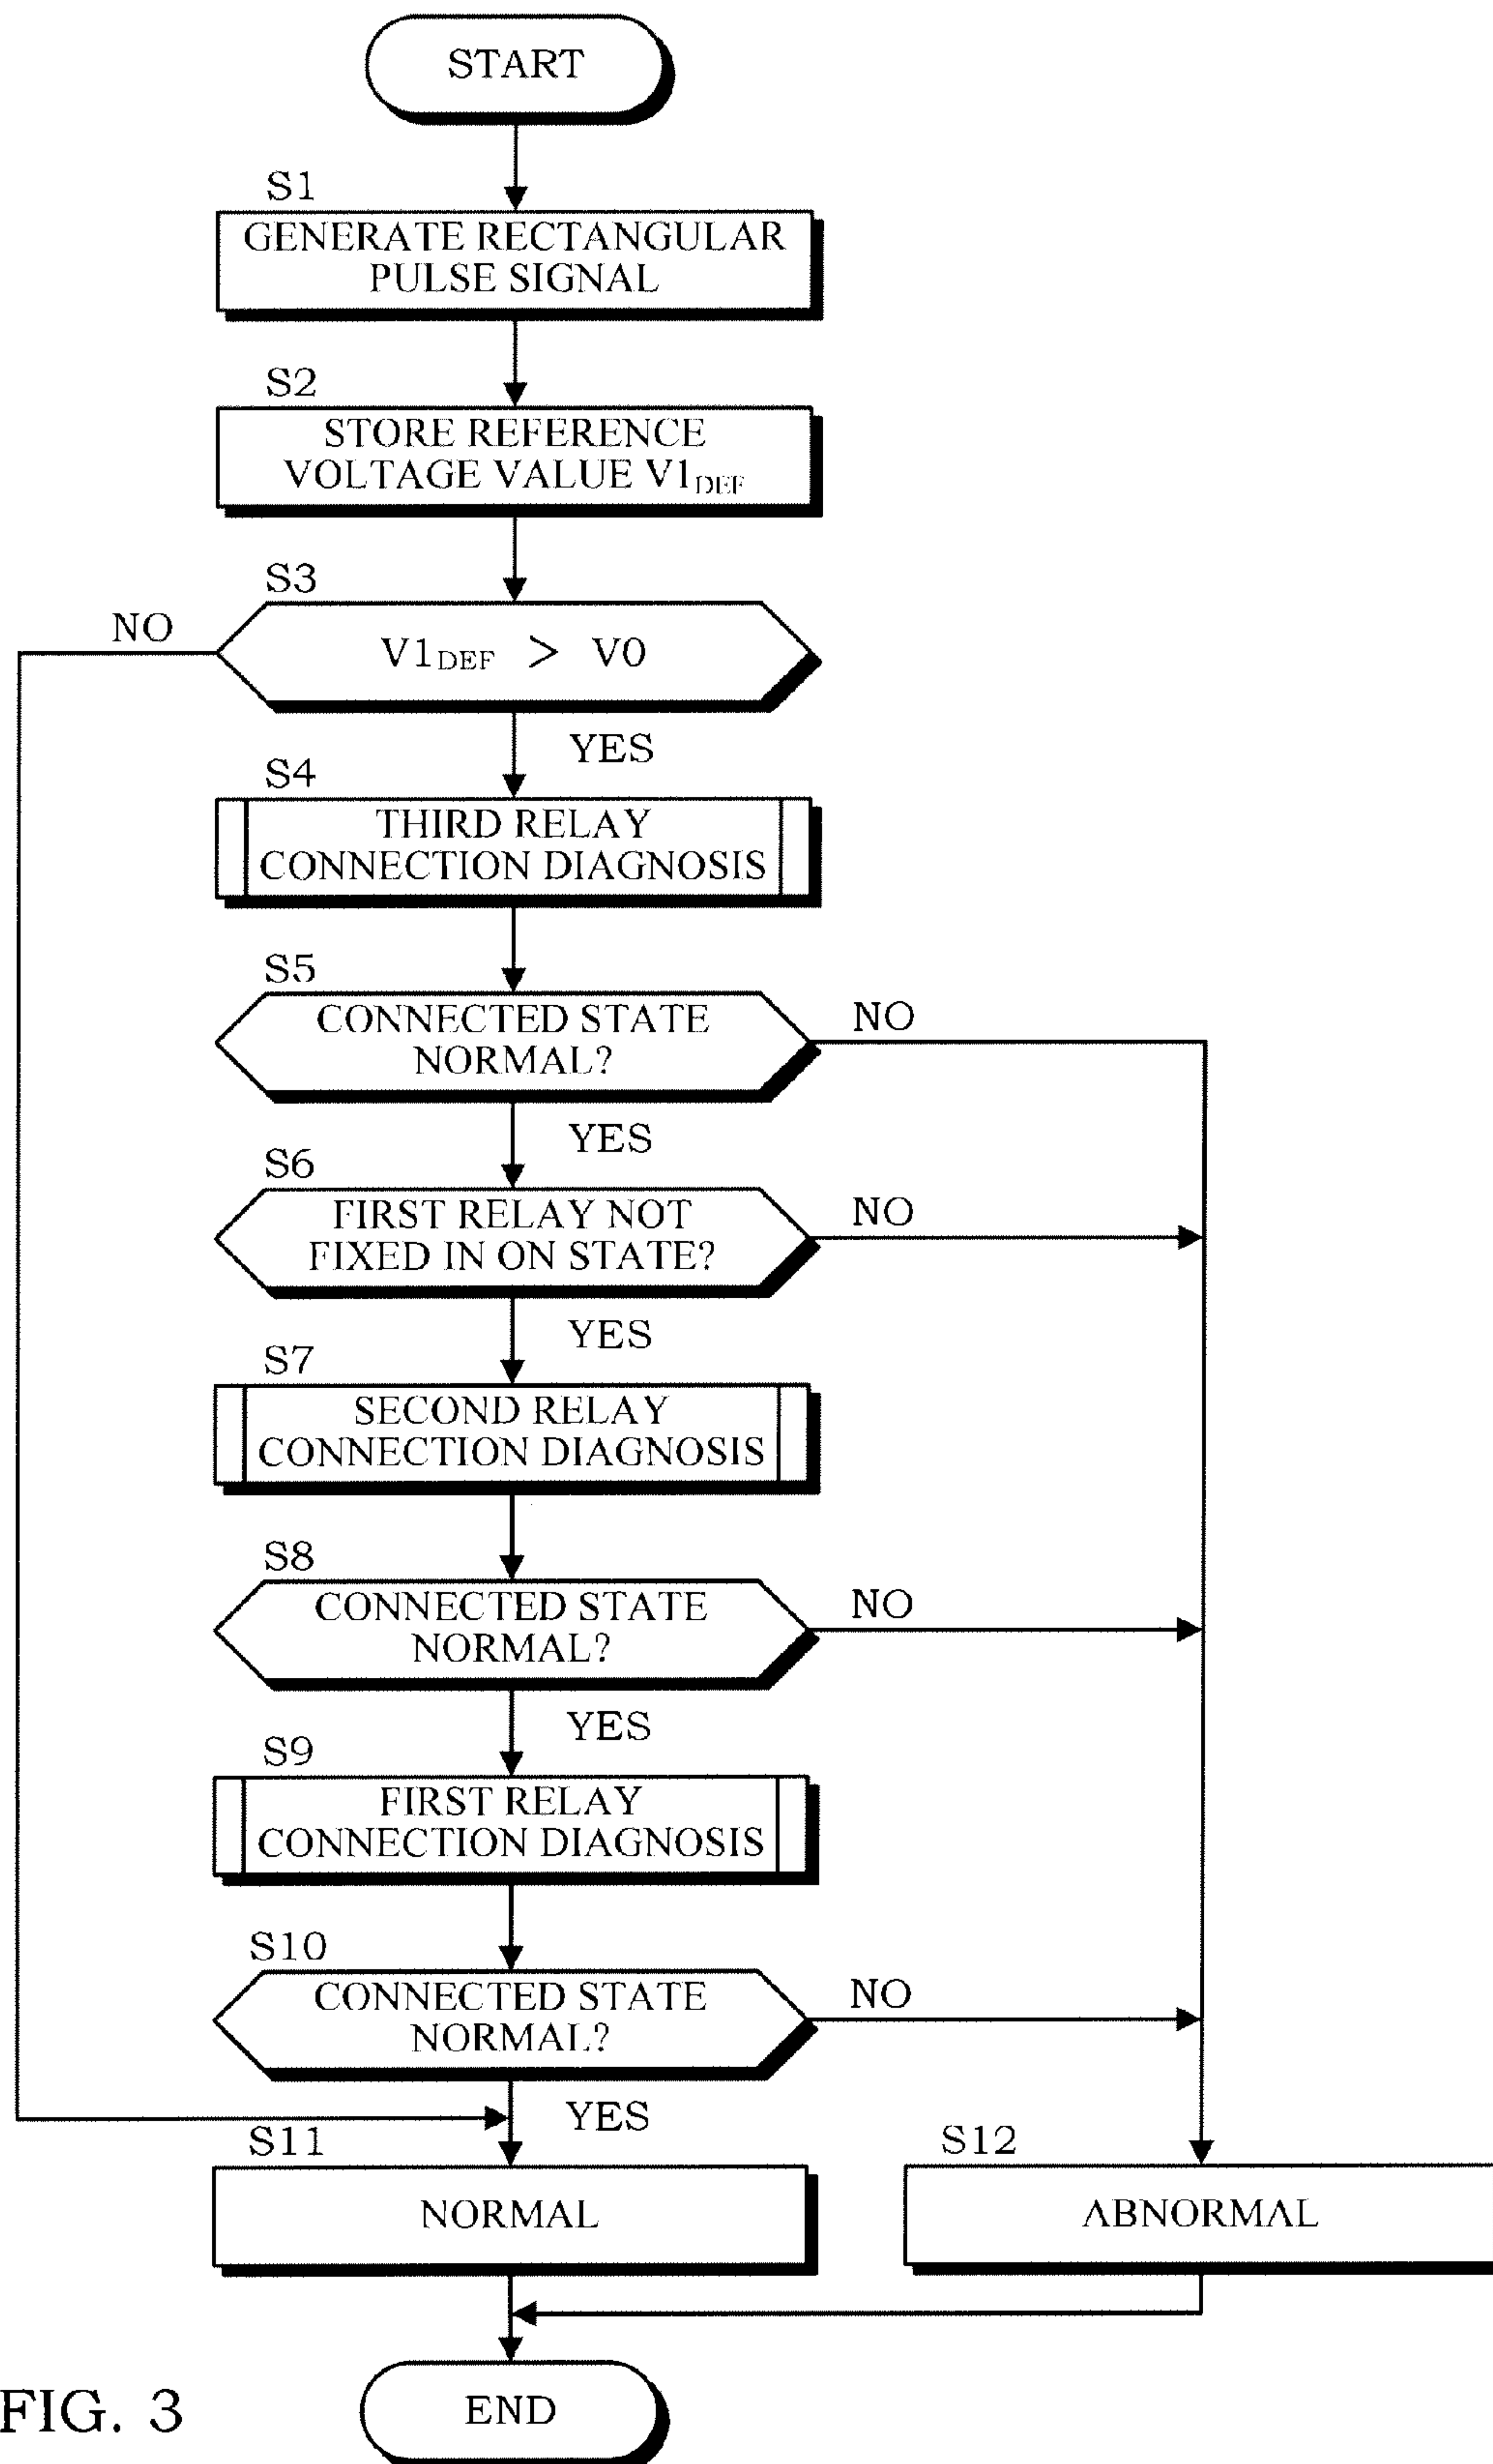 START
S1
GENERATE RECTANGULAR
PULSE SIGNAL
S2
STORE REFERENCE
VOLTAGE VALUE V1DEF
S3
NO
V1DEF > V0
YES
S4
THIRD RELAY
CONNECTION DIAGNOSIS
S5
CONNECTED STATE
NORMAL?
NO
YES
S6
FIRST RELAY NOT
FIXED IN ON STATE?
NO
YES
S7
SECOND RELAY
CONNECTION DIAGNOSIS
S8
CONNECTED STATE
NORMAL?
NO
YES
S9
FIRST RELAY
CONNECTION DIAGNOSIS
S10
CONNECTED STATE
NORMAL?
NO
YES
S11
NORMAL
S12
ABNORMAL
END
FIG. 3